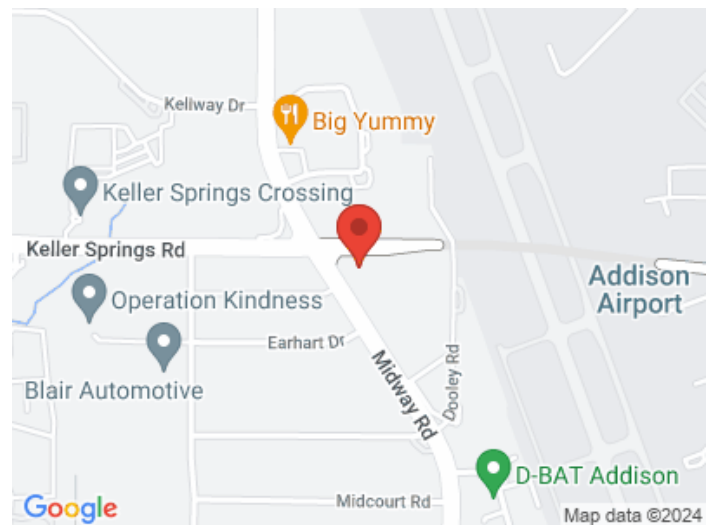 Keliway Dr
Big Yummy
Keller Springs Crossing
Keller Springs Rd
Addison
Airport
Operation Kindness
Earhart Dr
Blair Automotive
Midway Rd
Dooley Rd
D-BAT Addison
Midcourt Rd
Google
Map data ©2024